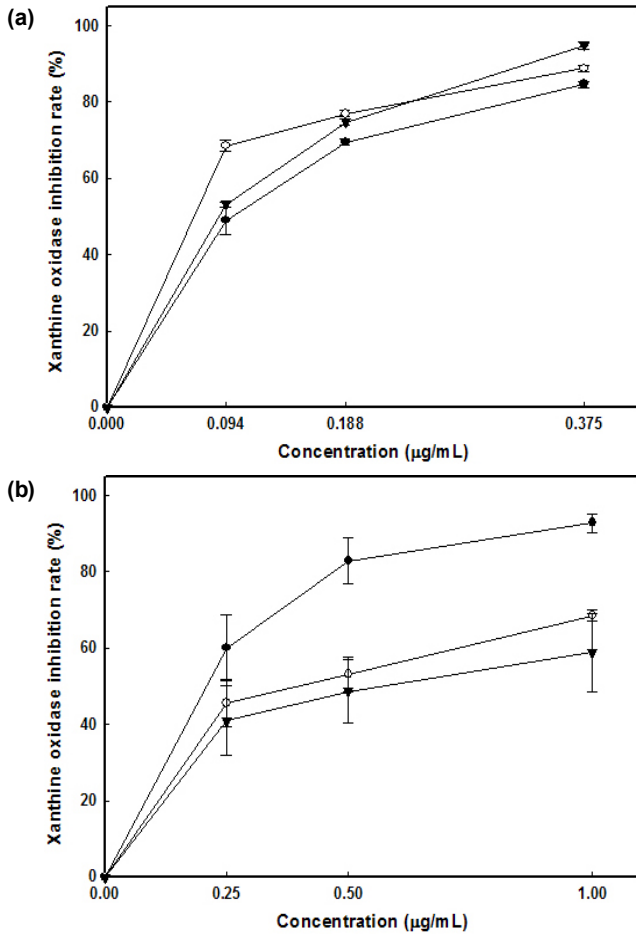 (a)
Xanthine oxidase inhibition rate (%)
100
80
60
40
20
0
0.000 0.094 0.188 0.375
Concentration (μg/mL)
(b)
Xanthine oxidase inhibition rate (%)
100
80
60
40
20
0
0.00 0.25 0.50 1.00
Concentration (μg/mL)